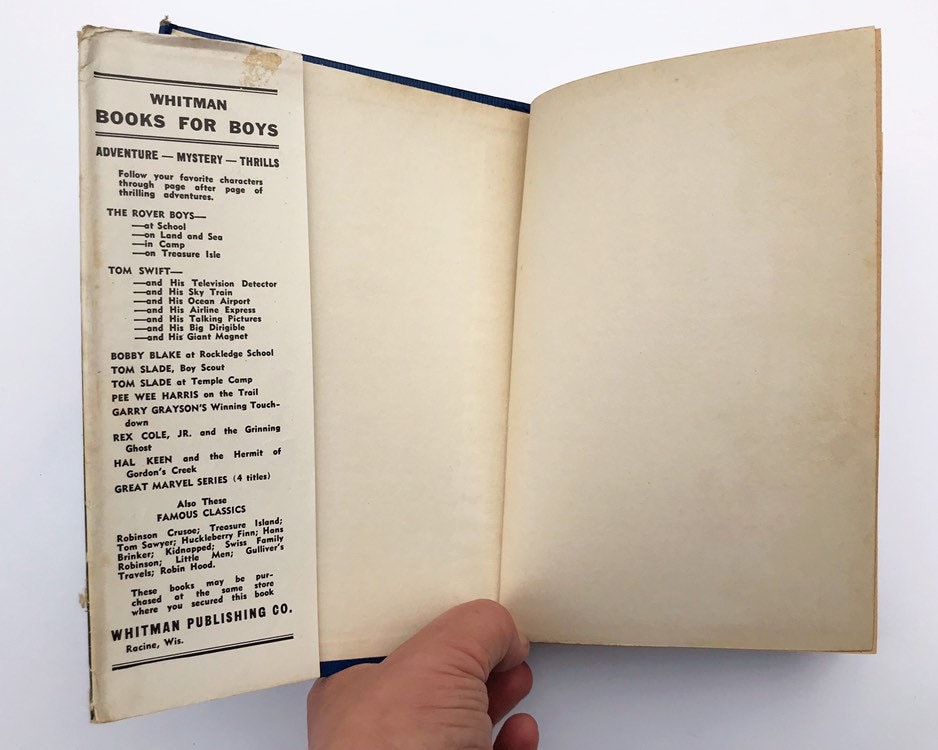 WHITMAN
BOOKS FOR BOYS
ADVENTURE — MYSTERY — THRILLS
Follow your favorite characters
through page after page of
thrilling adventures.
THE ROVER BOYS—
—at School
—on Land and Sea
—in Camp
—on Treasure Isle
TOM SWIFT—
—and His Television Detector
—and His Sky Train
—and His Ocean Airport
—and His Airline Express
—and His Talking Pictures
—and His Big Dirigible
—and His Giant Magnet
BOBBY BLAKE at Rockledge School
TOM SLADE, Boy Scout
TOM SLADE at Temple Camp
PEE WEE HARRIS on the Trail
GARRY GRAYSON'S Winning Touch-
down
REX COLE, JR. and the Grinning
Ghost
HAL KEEN and the Hermit of
Gordon's Creek
GREAT MARVEL SERIES (4 titles)
Also These
FAMOUS CLASSICS
Robinson Crusoe; Treasure Island;
Tom Sawyer; Huckleberry Finn; Hans
Brinker; Kidnapped; Swiss Family
Robinson; Little Men; Gulliver's
Travels; Robin Hood.
These books may be pur-
chased at the same store
where you secured this book
WHITMAN PUBLISHING CO.
Racine, Wis.